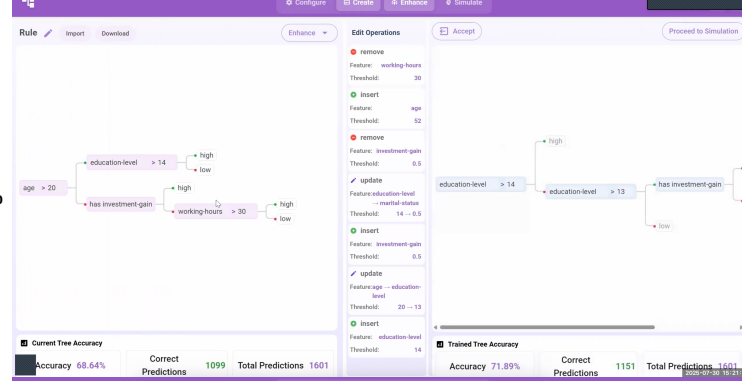 Configure Create Enhance Simulate
Rule Import Download Enhance
age > 20
education-level > 14
high
low
has investment-gain
high
working-hours > 30
high
low
Current Tree Accuracy
Accuracy 68.64%
Correct Predictions 1099
Total Predictions 1601
Edit Operations
remove
Feature: working-hours
Threshold: 30
insert
Feature: age
Threshold: 52
remove
Feature: investment-gain
Threshold: 0.5
update
Feature:education-level
→ marital-status
Threshold: 14 → 0.5
insert
Feature: investment-gain
Threshold: 0.5
update
Feature:age → education-
level
Threshold: 20 → 13
insert
Feature: education-level
Threshold: 14
Accept Proceed to Simulation
education-level > 14
high
education-level > 13
has investment-gain
low
Trained Tree Accuracy
Accuracy 71.89%
Correct Predictions 1151
Total Predictions 1601
2025-07-30 15:21